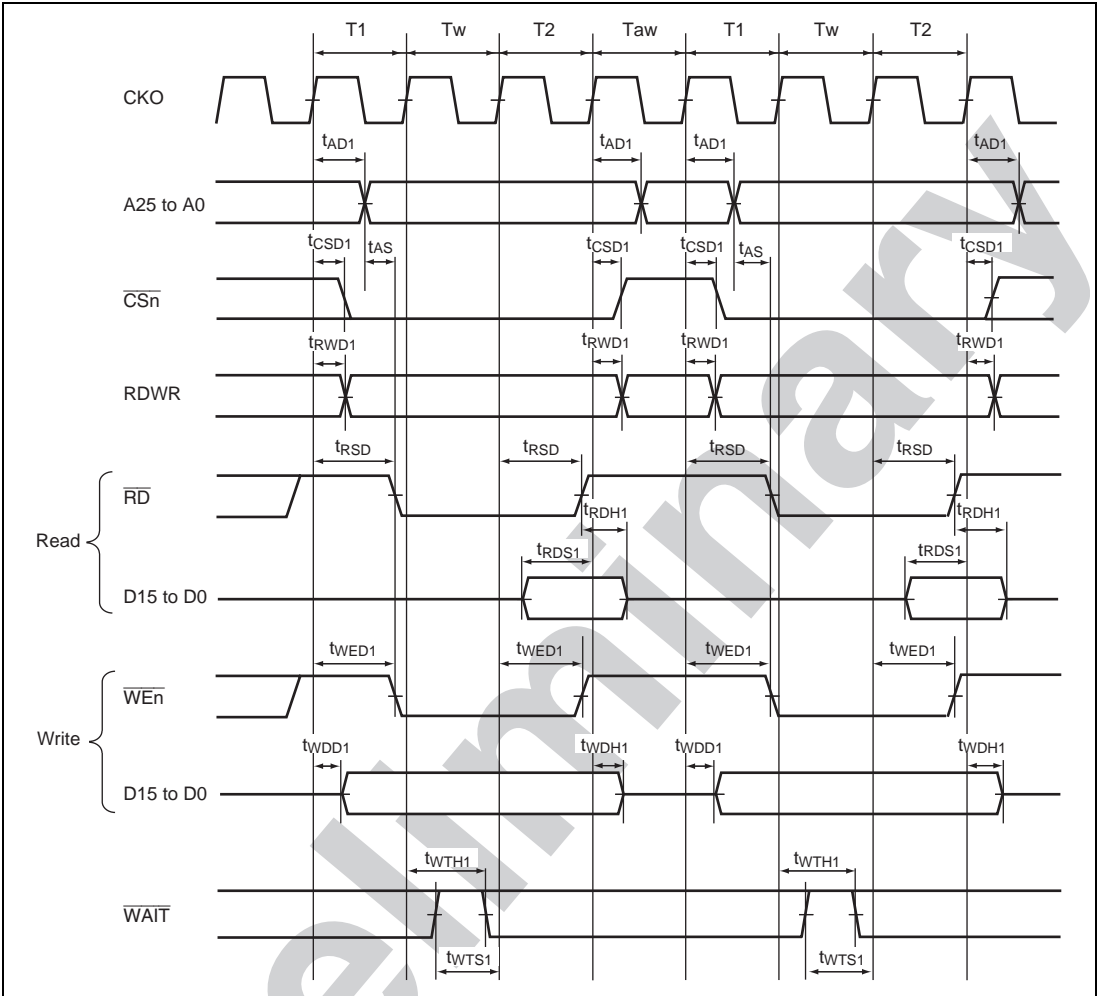 T1 Tw T2 Taw T1 Tw T2
CKO
tAD1 tAD1 tAD1 tAD1
A25 to A0
tCSD1 tAS tCSD1 tCSD1 tAS tCSD1
CSn
tRWD1 tRWD1 tRWD1 tRWD1
RDWR
tRSD tRSD tRSD tRSD
RD
tRDH1 tRDH1
Read
tRDS1 tRDS1
D15 to D0
tWED1 tWED1 tWED1 tWED1
WEn
Write
tWDD1 tWDH1 tWDD1 tWDH1
D15 to D0
tWTH1 tWTH1
WAIT
tWTS1 tWTS1
eliminary